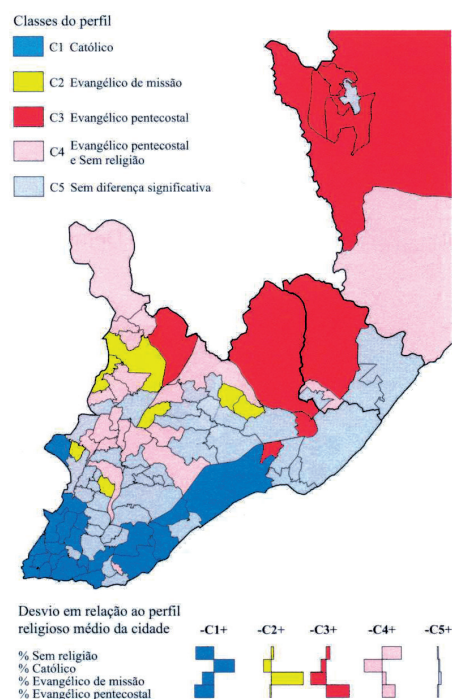 Classes do perfil
C1 Católico
C2 Evangélico de missão
C3 Evangélico pentecostal
C4 Evangélico pentecostal
e Sem religião
C5 Sem diferença significativa
Desvio em relação ao perfil
religioso médio da cidade
-C1+ -C2+ -C3+ -C4+ -C5+
% Sem religião
% Católico
% Evangélico de missão
% Evangélico pentecostal